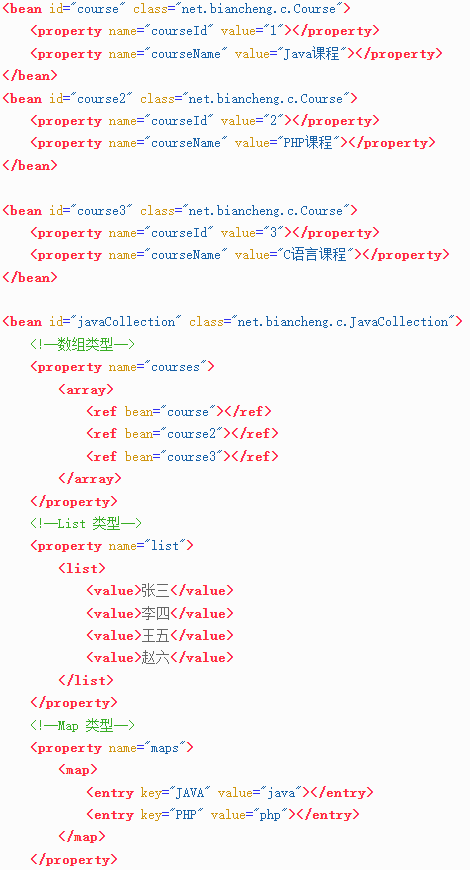 <bean id="course" class="net.biancheng.c.Course">
    <property name="courseId" value="1"></property>
    <property name="courseName" value="Java课程"></property>
</bean>
<bean id="course2" class="net.biancheng.c.Course">
    <property name="courseId" value="2"></property>
    <property name="courseName" value="PHP课程"></property>
</bean>

<bean id="course3" class="net.biancheng.c.Course">
    <property name="courseId" value="3"></property>
    <property name="courseName" value="C语言课程"></property>
</bean>

<bean id="javaCollection" class="net.biancheng.c.JavaCollection">
    <!--数组类型-->
    <property name="courses">
        <array>
            <ref bean="course"></ref>
            <ref bean="course2"></ref>
            <ref bean="course3"></ref>
        </array>
    </property>
    <!--List 类型-->
    <property name="list">
        <list>
            <value>张三</value>
            <value>李四</value>
            <value>王五</value>
            <value>赵六</value>
        </list>
    </property>
    <!--Map 类型-->
    <property name="maps">
        <map>
            <entry key="JAVA" value="java"></entry>
            <entry key="PHP" value="php"></entry>
        </map>
    </property>